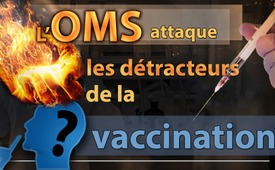 L'OMS attaque
les détracteurs
de la
vaccination
?